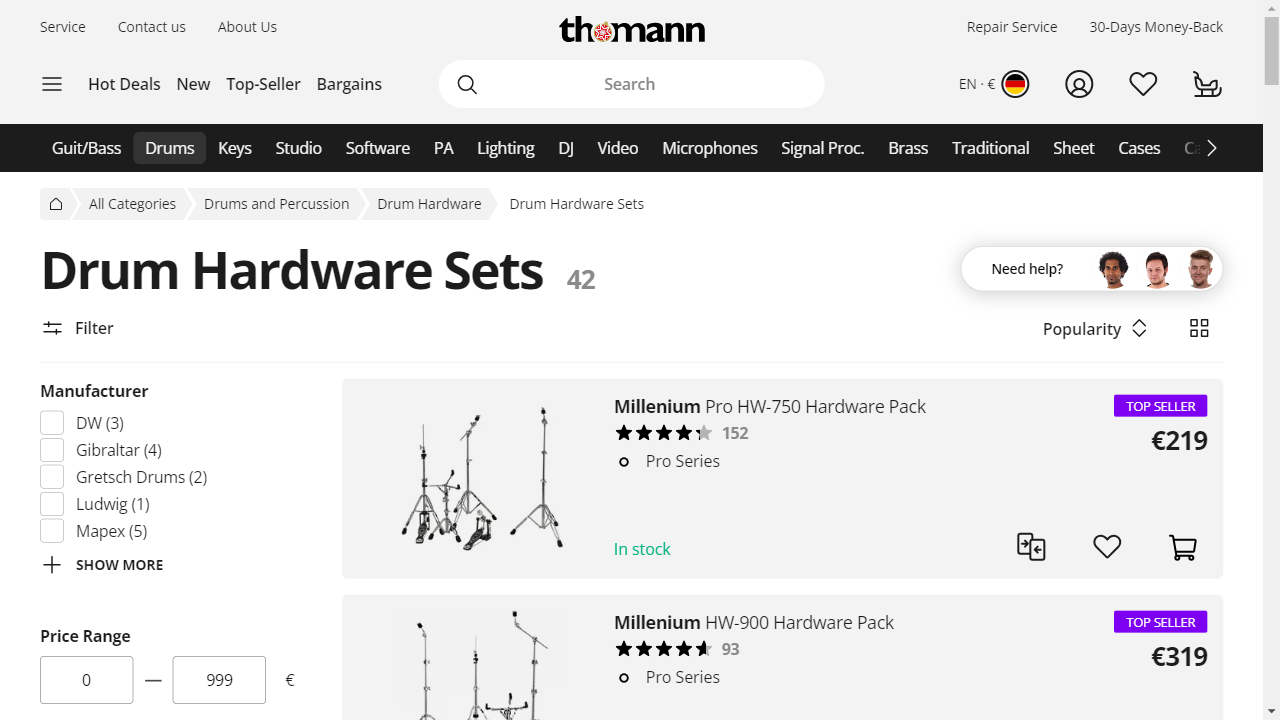 Service Contact us About Us th mann Repair Service 30-Days Money-Back
Hot Deals New Top-Seller Bargains Search EN · €
Guit/Bass Drums Keys Studio Software PA Lighting DJ Video Microphones Signal Proc. Brass Traditional Sheet Cases
All Categories Drums and Percussion Drum Hardware Drum Hardware Sets
Drum Hardware Sets 42
Need help?
Filter
Popularity
Manufacturer
DW (3)
Gibraltar (4)
Gretsch Drums (2)
Ludwig (1)
Mapex (5)
SHOW MORE
Price Range
0 — 999 €
Millenium Pro HW-750 Hardware Pack
152
Pro Series
In stock
TOP SELLER
€219
Millenium HW-900 Hardware Pack
93
Pro Series
TOP SELLER
€319